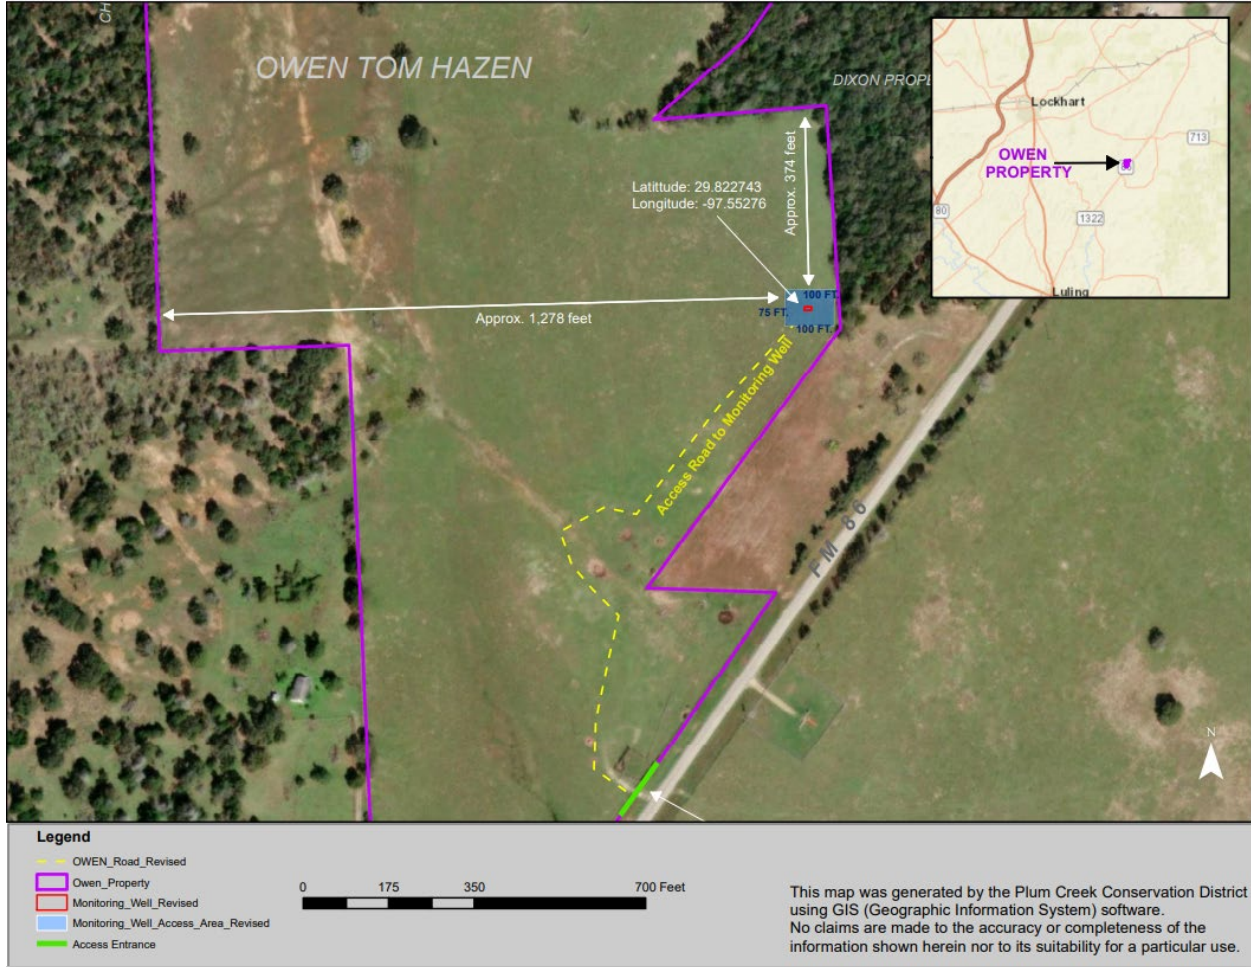 CH
OWEN TOM HAZEN
DIXON PROPE
Lockhart
713
OWEN
PROPERTY
80
1322
Luling
Approx. 374 feet
Latittude: 29.822743
Longitude: -97.55276
100 FT.
75 FT.
100 FT.
Approx. 1,278 feet
Access Road to Monitoring Well
FM 86
N
Legend
OWEN_Road_Revised
Owen_Property
Monitoring_Well_Revised
Monitoring_Well_Access_Area_Revised
Access Entrance
0 175 350 700 Feet
This map was generated by the Plum Creek Conservation District
using GIS (Geographic Information System) software.
No claims are made to the accuracy or completeness of the
information shown herein nor to its suitability for a particular use.